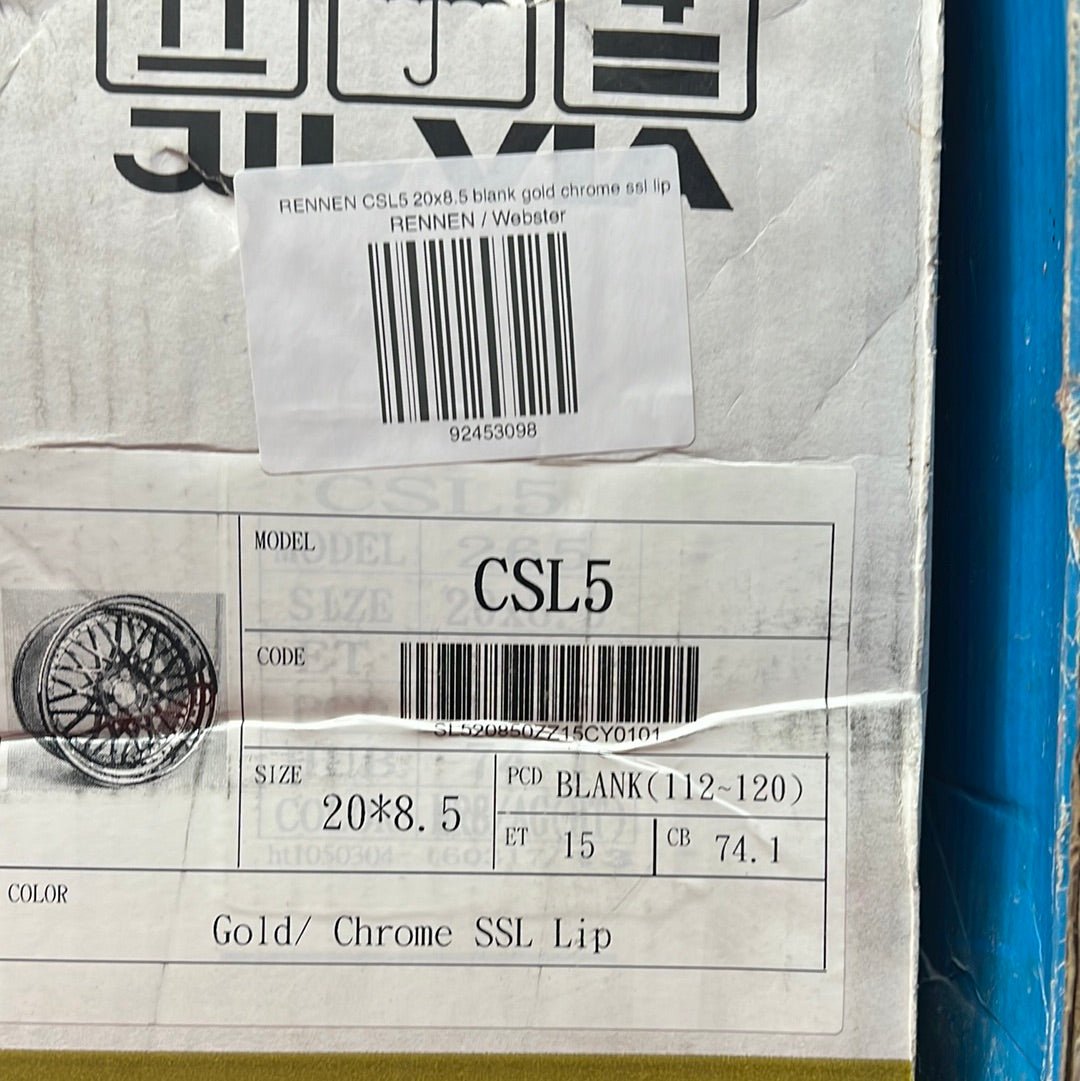 RENNEN CSL5 20x8.5 blank gold chrome ssl lip
RENNEN / Webster
92453098
CSL5
MODEL
CSL5
CODE
SL520850ZZ15CY0101
SIZE
20*8.5
PCD BLANK(112~120)
ET 15
CB 74.1
COLOR
Gold/ Chrome SSL Lip